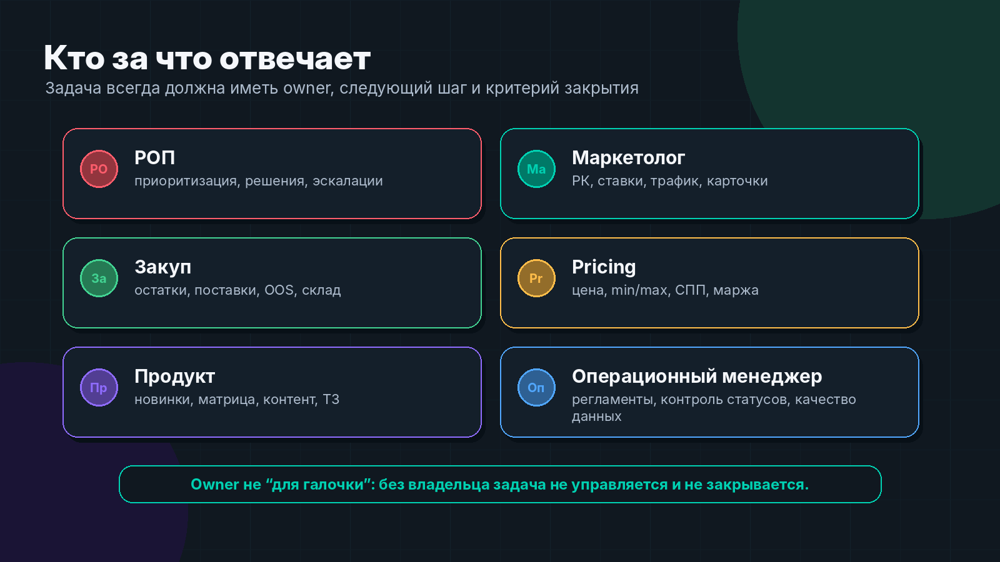 Кто за что отвечает
Задача всегда должна иметь owner, следующий шаг и критерий закрытия
РО
РОП
приоритизация, решения, эскалации
Ма
Маркетолог
РК, ставки, трафик, карточки
За
Закуп
остатки, поставки, OOS, склад
Pr
Pricing
цена, min/max, СПП, маржа
Пр
Продукт
новинки, матрица, контент, ТЗ
Оп
Операционный менеджер
регламенты, контроль статусов, качество
данных
Owner не “для галочки”: без владельца задача не управляется и не закрывается.